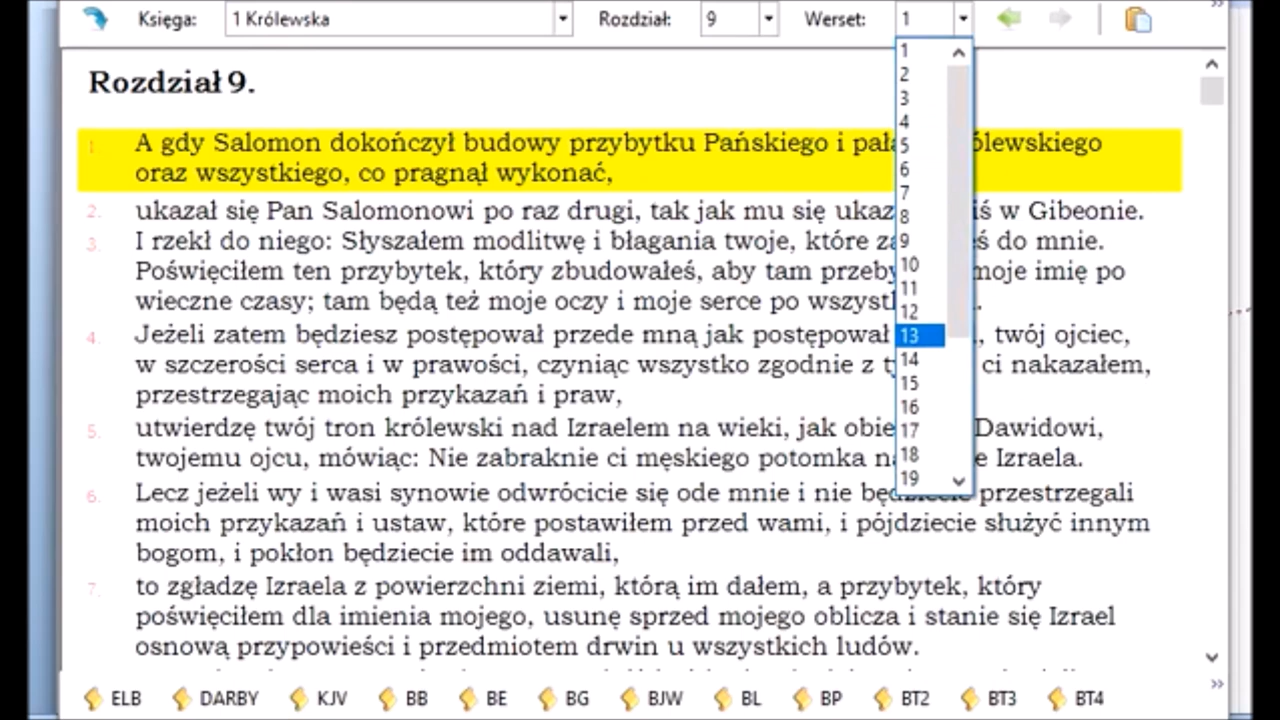 Księga: 1 Królewska Rozdział: 9 Werset: 1
Rozdział 9.
1. A gdy Salomon dokończył budowy przybytku Pańskiego i
oraz wszystkiego, co pragnął wykonać,
2. ukazał się Pan Salomonowi po raz drugi, tak jak mu się w Gibeonie.
3. I rzekł do niego: Słyszałem modlitwę i błagania twoje, które do mnie.
Poświęciłem ten przybytek, który zbudowałeś, aby tam moje imię po
wieczne czasy; tam będą też moje oczy i moje serce po
4. Jeżeli zatem będziesz postępował przede mną jak postępował , twój ojciec,
w szczerości serca i w prawości, czyniąc wszystko zgodnie z ci nakazałem,
przestrzegając moich przykazań i praw,
5. utwierdzę twój tron królewski nad Izraelem na wieki, jak Dawidowi,
twojemu ojcu, mówiąc: Nie zabraknie ci męskiego potomka Izraela.
6. Lecz jeżeli wy i wasi synowie odwrócicie się ode mnie i nie będziecie przestrzegali
moich przykazań i ustaw, które postawiłem przed wami, i pójdziecie służyć innym
bogom, i pokłon będziecie im oddawali,
7. to zgładzę Izraela z powierzchni ziemi, którą im dałem, a przybytek, który
poświęciłem dla imienia mojego, usunę sprzed mojego oblicza i stanie się Izrael
osnową przypowieści i przedmiotem drwin u wszystkich ludów.
1
2
3
4
5
6
7
8
9
10
11
12
13
14
15
16
17
18
19
ELB DARBY KJV BB BE BG BJW BL BP BT2 BT3 BT4